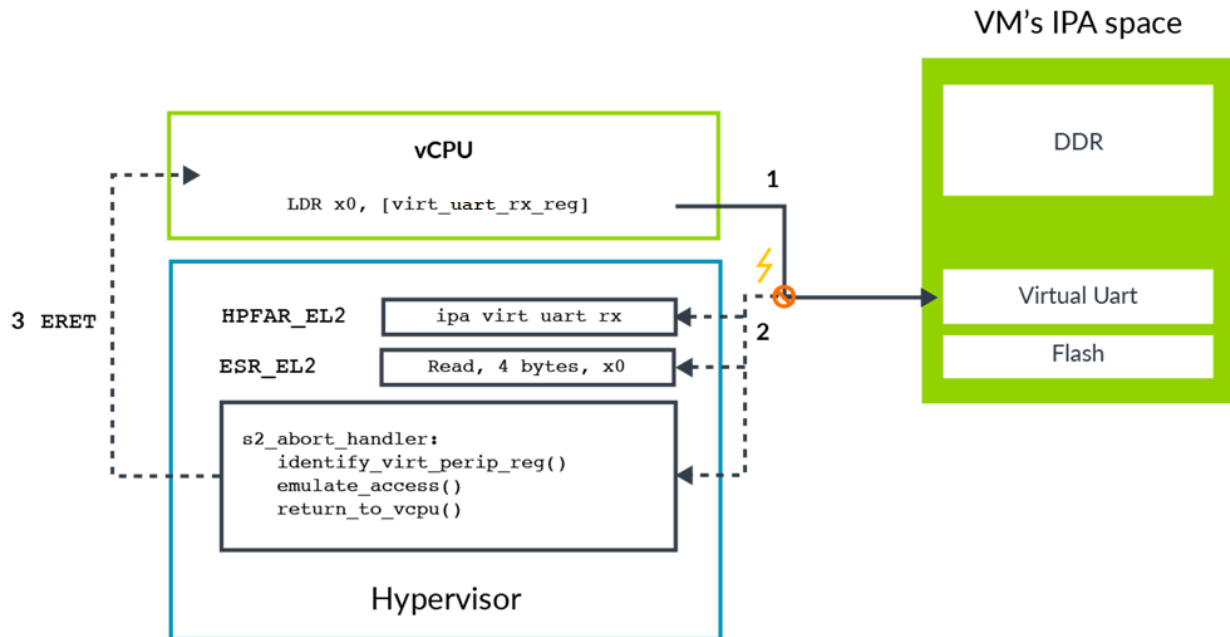 VM's IPA space
DDR
Virtual Uart
Flash
vCPU
LDR x0, [virt_uart_rx_reg]
1
2
3 ERET
HPFAR_EL2
ipa virt uart rx
ESR_EL2
Read, 4 bytes, x0
s2_abort_handler:
identify_virt_perip_reg()
emulate_access()
return_to_vcpu()
Hypervisor